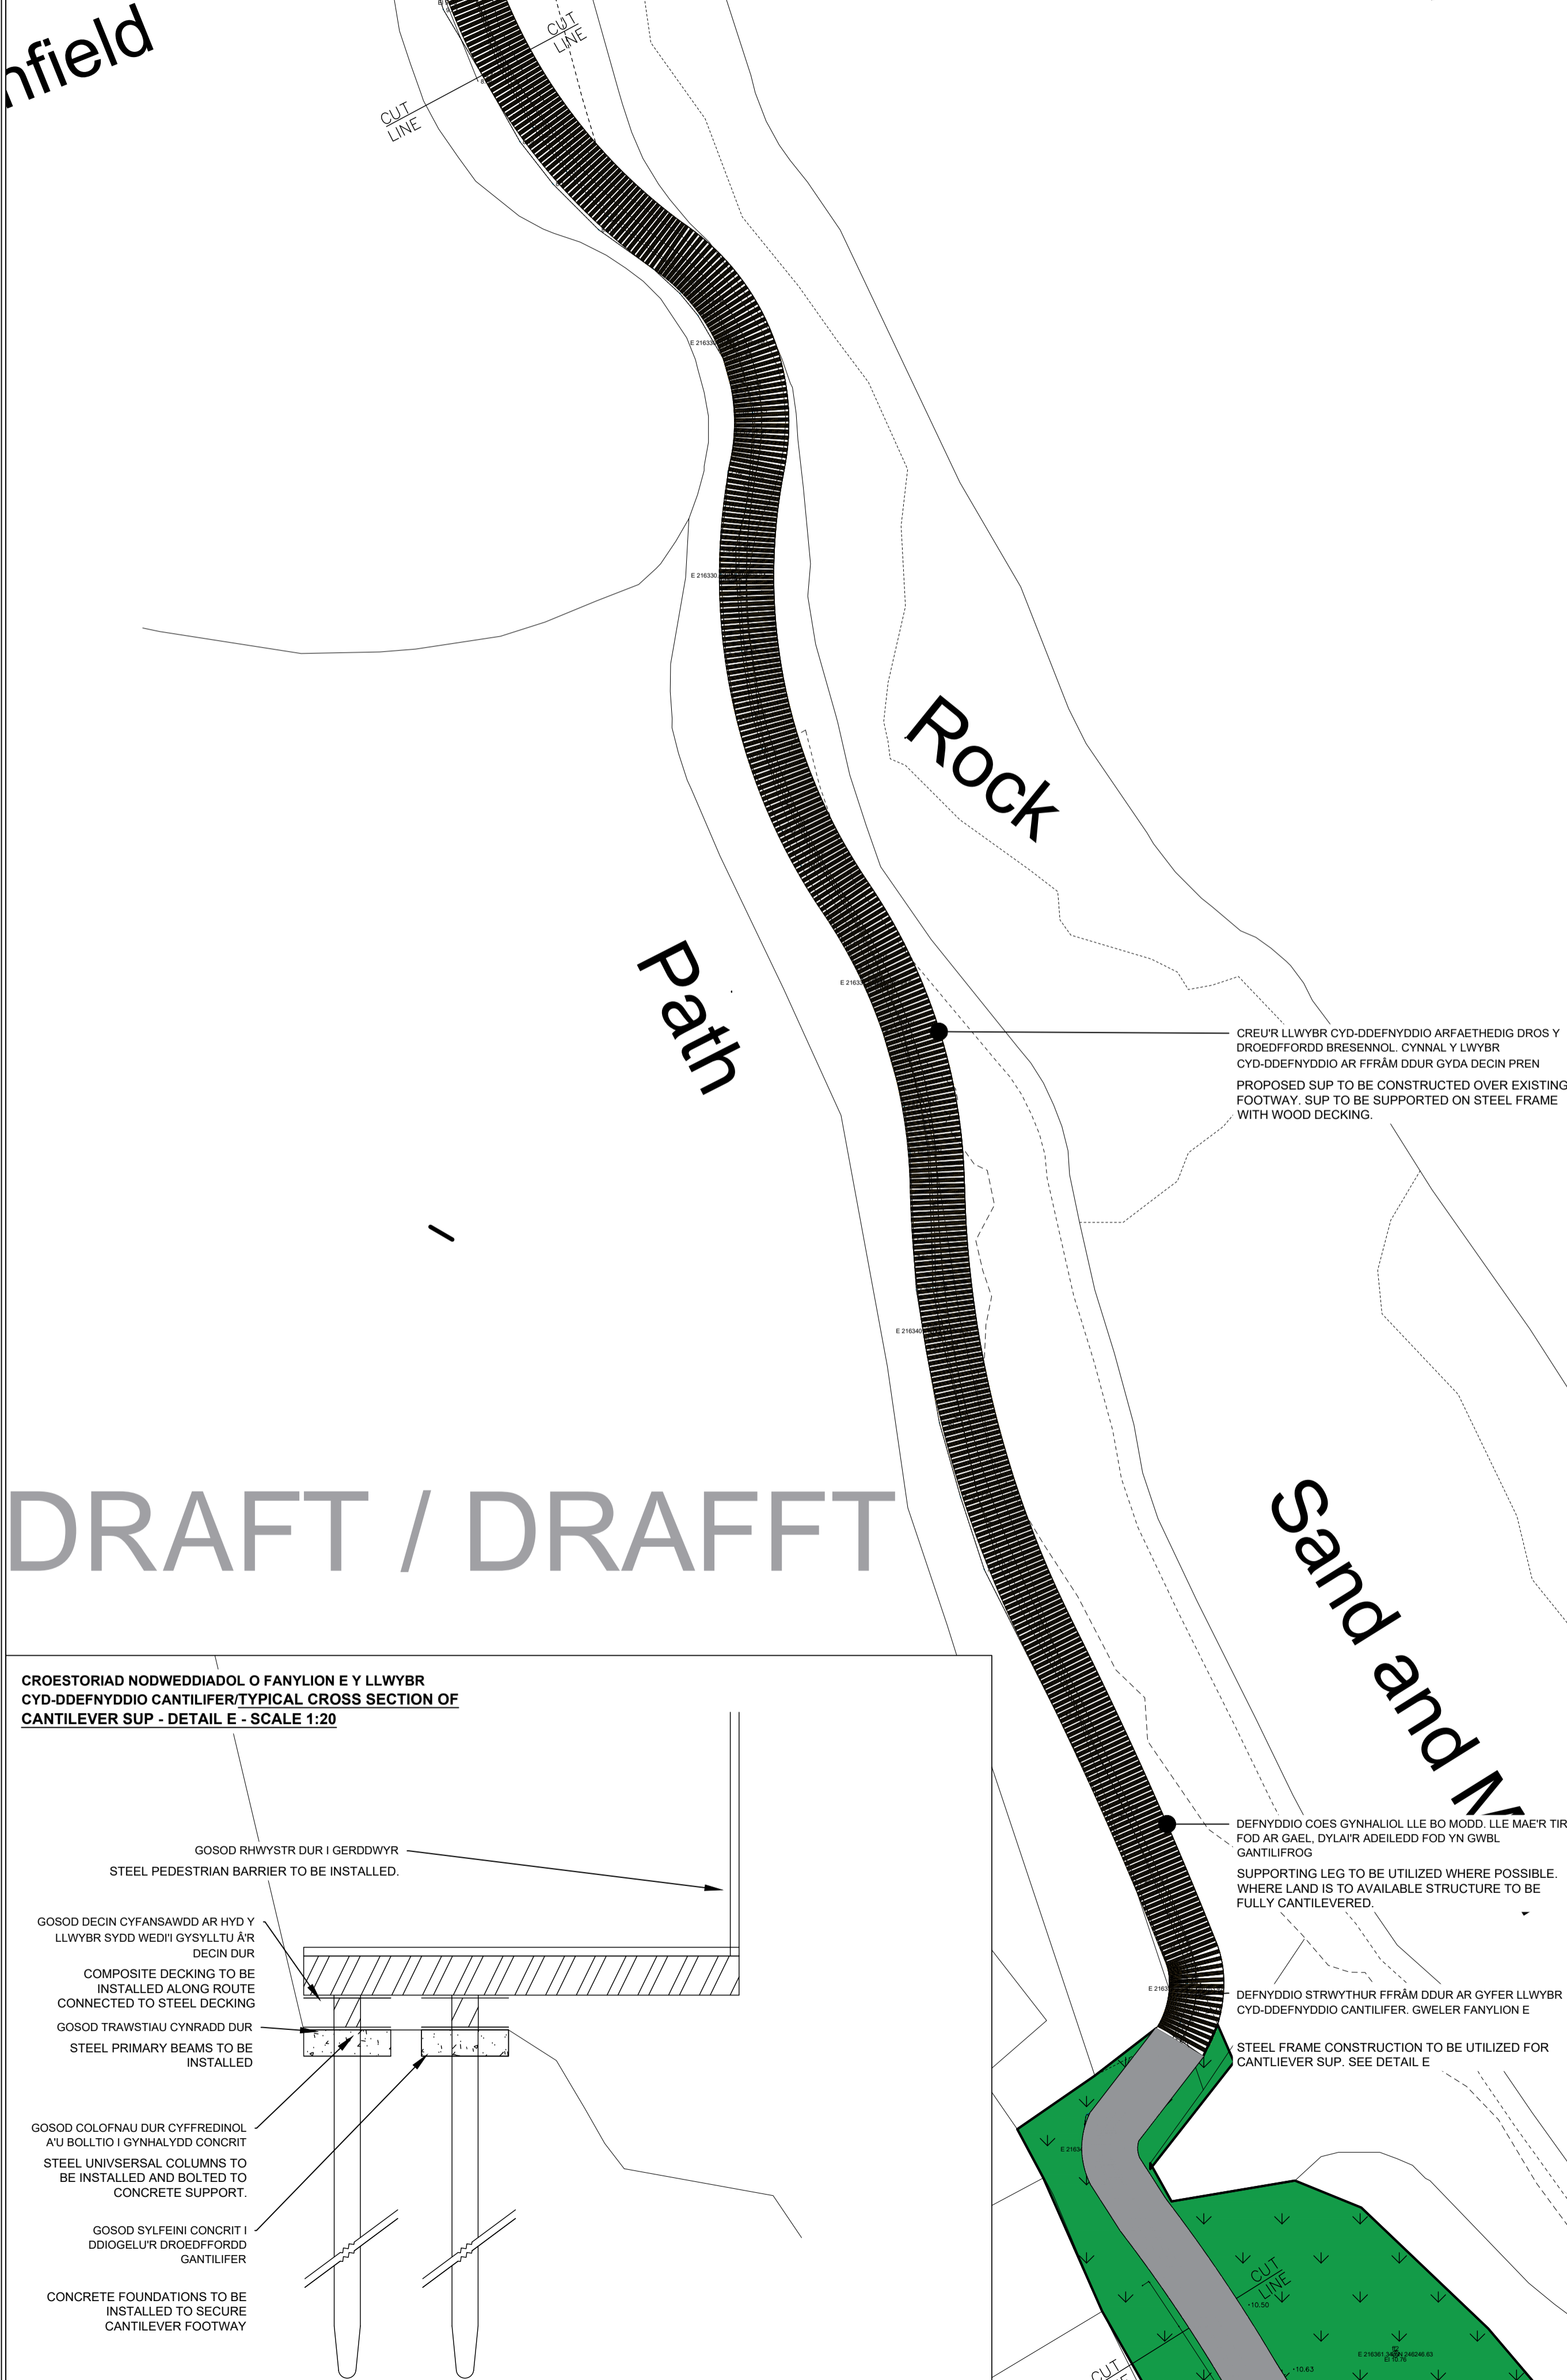 CUT
LINE
CUT
LINE
Rock
Path
CREU'R LLWYBR CYD-DDEFNYDDIO ARFAETHEDIG DROS Y
DROEDFFORDD BRESENNOL. CYNNAL Y LWYBR
CYD-DDEFNYDDIO AR FFRÂM DDUR GYDA DECIN PREN
PROPOSED SUP TO BE CONSTRUCTED OVER EXISTING
FOOTWAY. SUP TO BE SUPPORTED ON STEEL FRAME
WITH WOOD DECKING.
DRAFT / DRAFFT
Sand and
DEFNYDDIO COES GYNHALIOL LLE BO MODD. LLE MAE'R TIR
FOD AR GAEL, DYLAI'R ADEILEDD FOD YN GWBL
GANTILIFROG
SUPPORTING LEG TO BE UTILIZED WHERE POSSIBLE.
WHERE LAND IS TO AVAILABLE STRUCTURE TO BE
FULLY CANTILEVERED.
DEFNYDDIO STRWYTHUR FFRÂM DDUR AR GYFER LLWYBR
CYD-DDEFNYDDIO CANTILIFER. GWELER FANYLION E
STEEL FRAME CONSTRUCTION TO BE UTILIZED FOR
CANTLIEVER SUP. SEE DETAIL E
CROESTORIAD NODWEDDIADOL O FANYLION E Y LLWYBR
CYD-DDEFNYDDIO CANTILIFER/TYPICAL CROSS SECTION OF
CANTILEVER SUP - DETAIL E - SCALE 1:20
GOSOD RHWYSTR DUR I GERDDWYR
STEEL PEDESTRIAN BARRIER TO BE INSTALLED.
GOSOD DECIN CYFANSAWDD AR HYD Y
LLWYBR SYDD WEDI'I GYSYLLTU Â'R
DECIN DUR
COMPOSITE DECKING TO BE
INSTALLED ALONG ROUTE
CONNECTED TO STEEL DECKING
GOSOD TRAWSTIAU CYNRADD DUR
STEEL PRIMARY BEAMS TO BE
INSTALLED
GOSOD COLOFNAU DUR CYFFREDINOL
A'U BOLLTIO I GYNHALYDD CONCRIT
STEEL UNIVSERSAL COLUMNS TO
BE INSTALLED AND BOLTED TO
CONCRETE SUPPORT.
GOSOD SYLFEINI CONCRIT I
DDIOGELU'R DROEDFFORDD
GANTILIFER
CONCRETE FOUNDATIONS TO BE
INSTALLED TO SECURE
CANTILEVER FOOTWAY
CUT
LINE
10.50
10.63
CUT